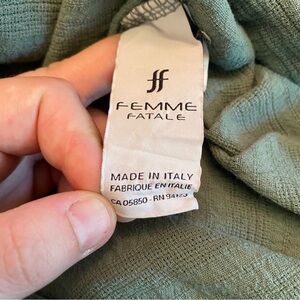 ff
FEMME
FATALE
MADE IN ITALY
FABRIQUE EN ITALIE
CA 05850 - RN 94123